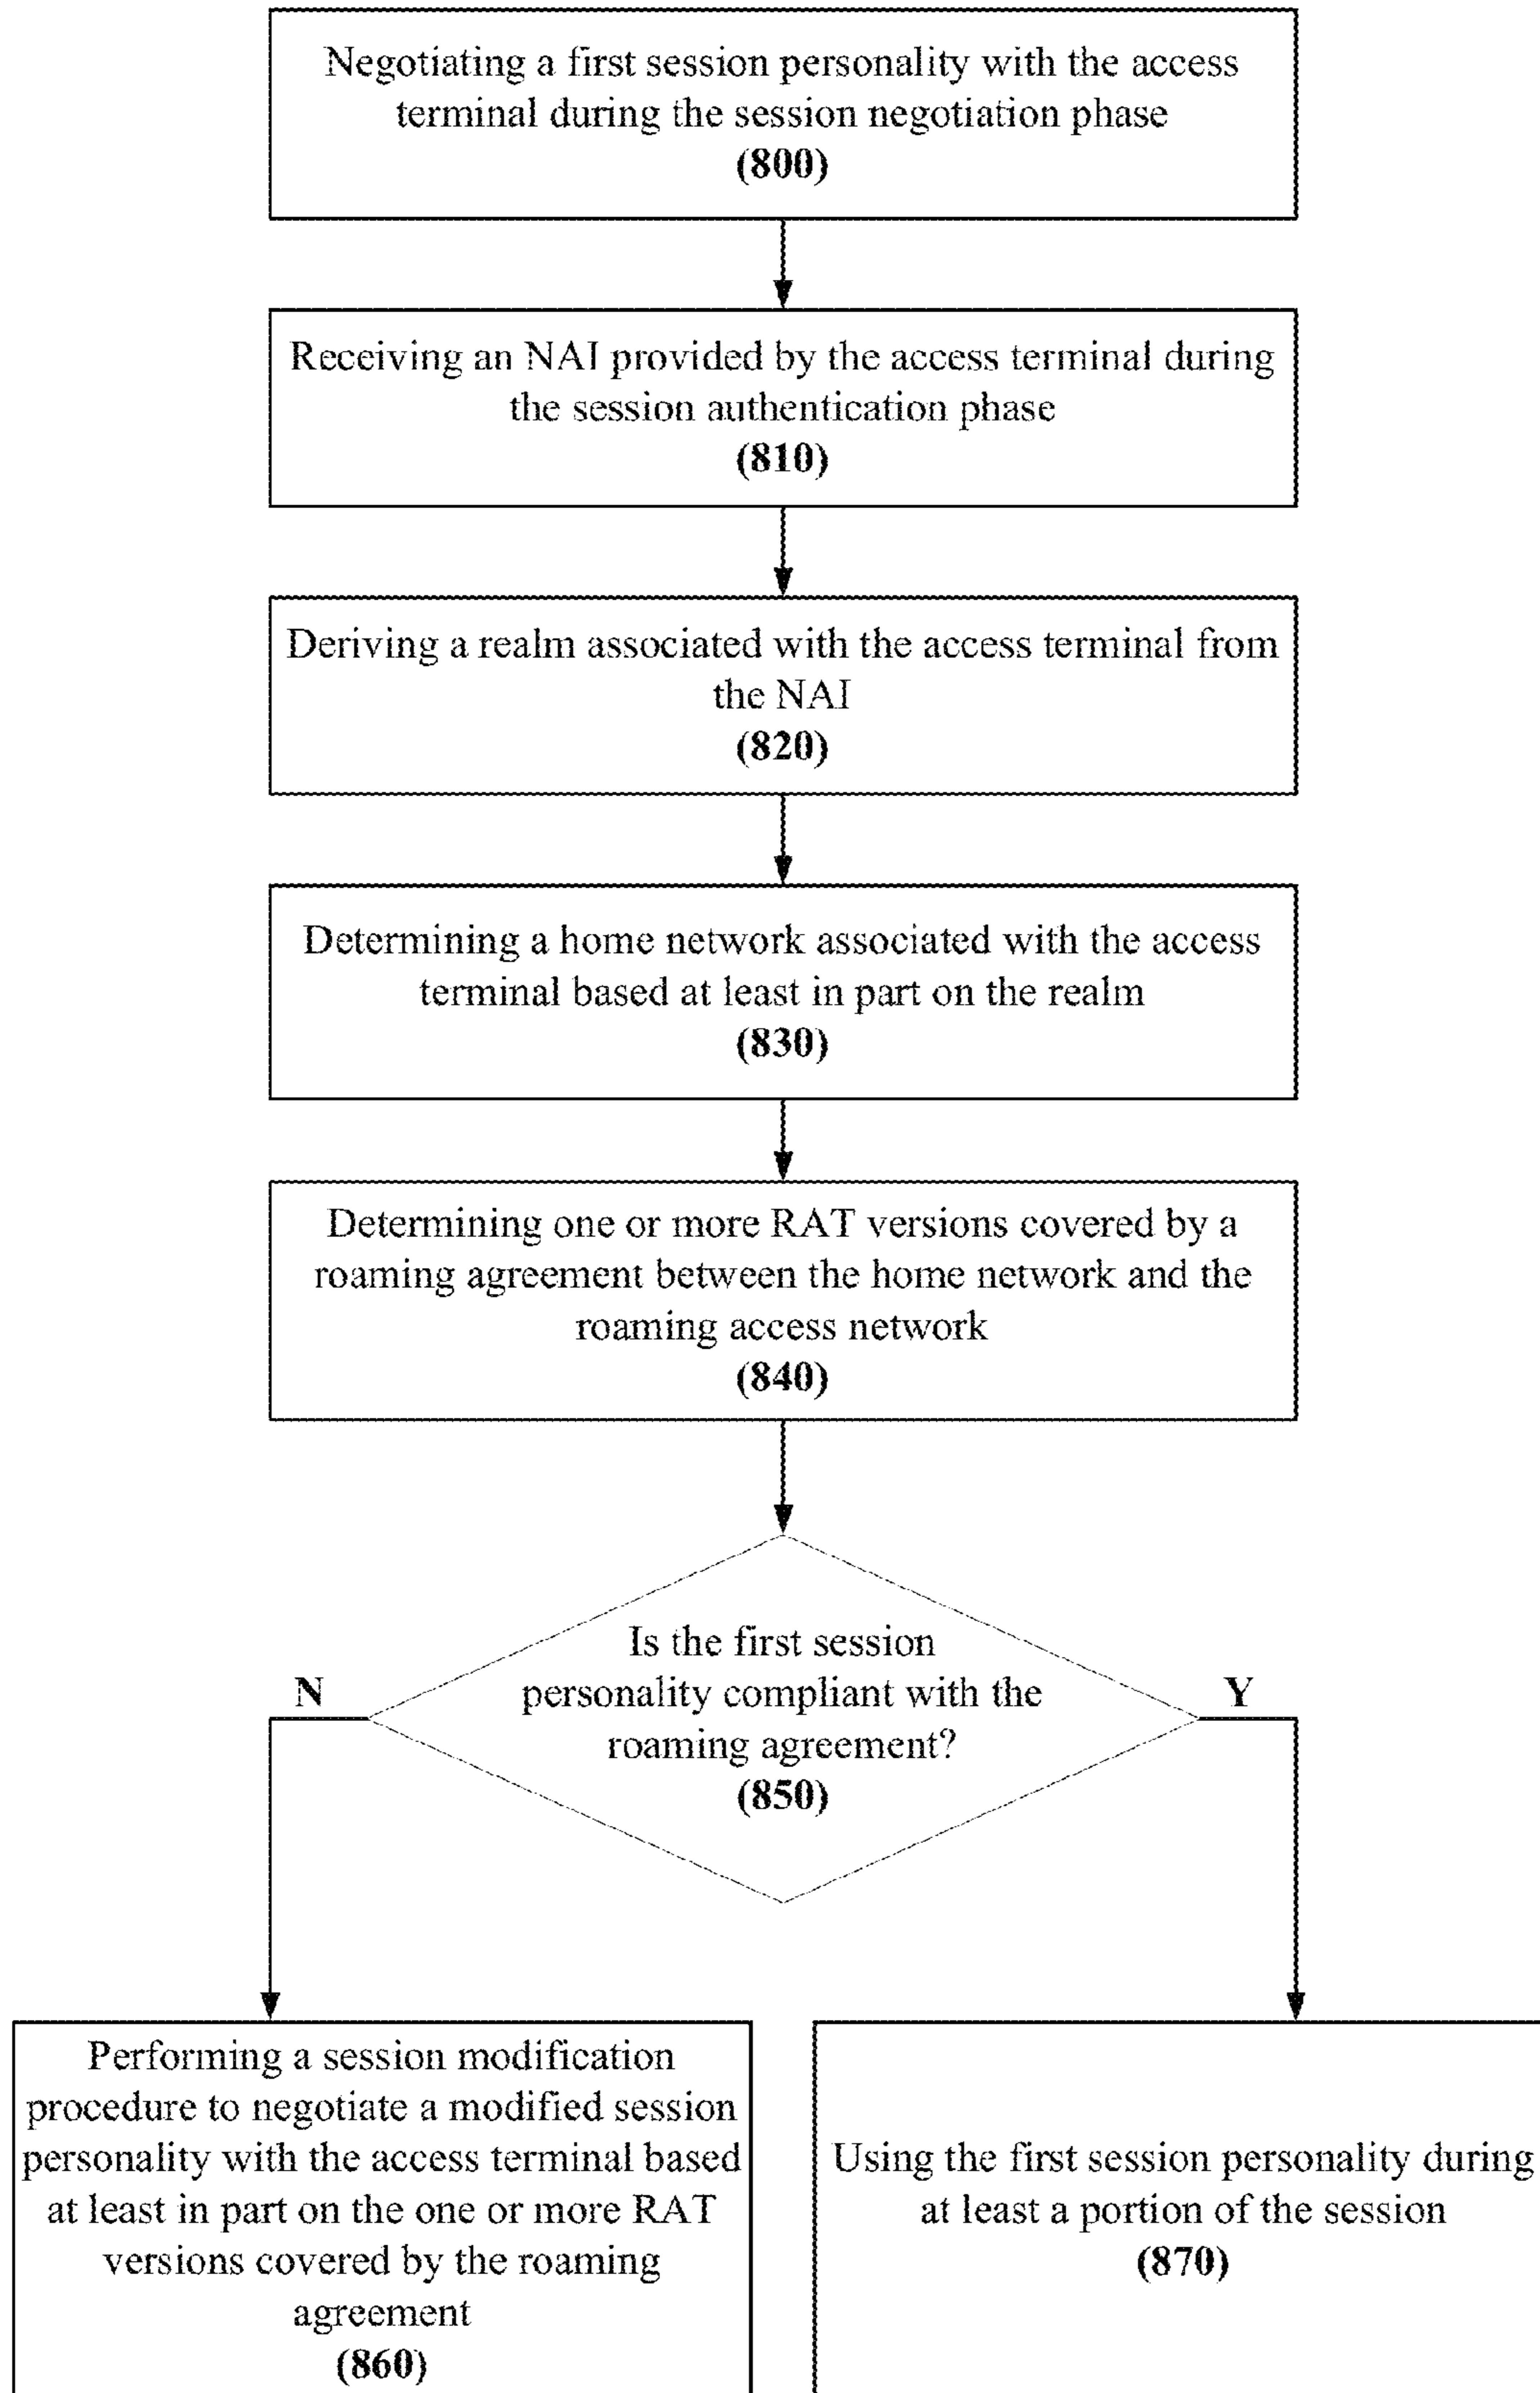 Negotiating a first session personality with the access
terminal during the session negotiation phase
(800)
Receiving an NAI provided by the access terminal during
the session authentication phase
(810)
Deriving a realm associated with the access terminal from
the NAI
(820)
Determining a home network associated with the access
terminal based at least in part on the realm
(830)
Determining one or more RAT versions covered by a
roaming agreement between the home network and the
roaming access network
(840)
Is the first session
personality compliant with the
roaming agreement?
(850)
N
Y
Performing a session modification
procedure to negotiate a modified session
personality with the access terminal based
at least in part on the one or more RAT
versions covered by the roaming
agreement
(860)
Using the first session personality during
at least a portion of the session
(870)